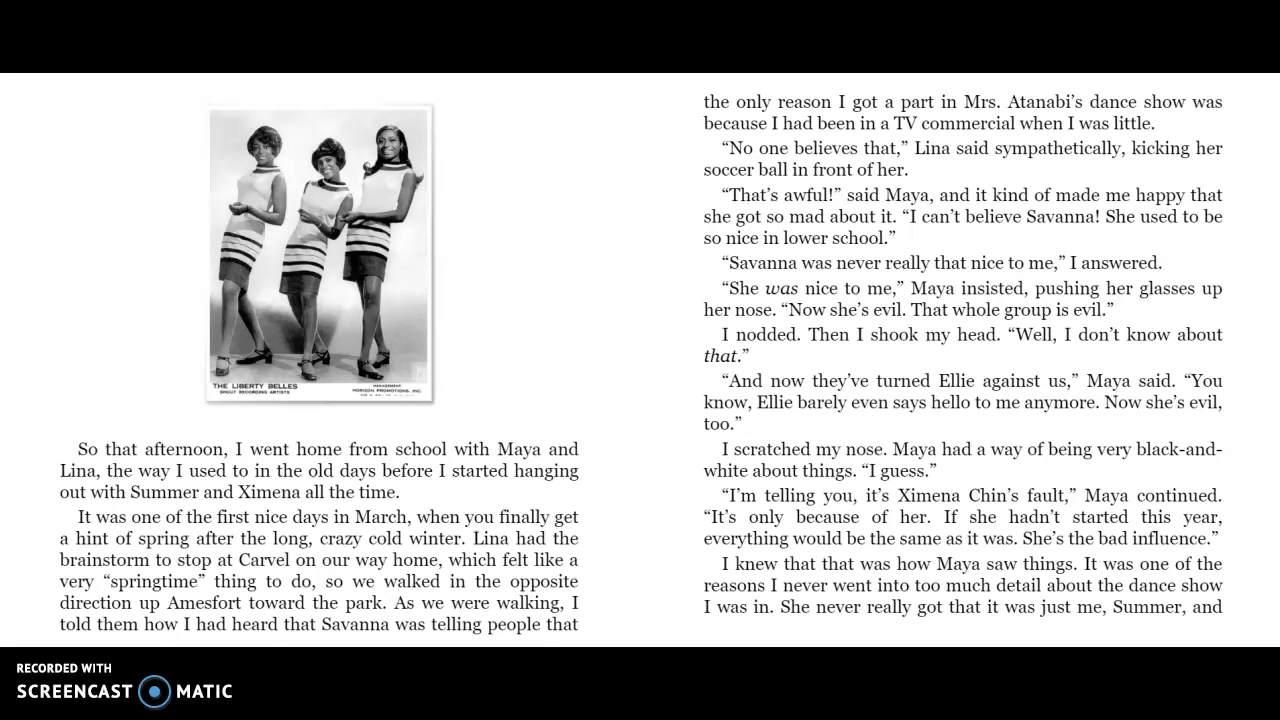 THE LIBERTY BELLES
SHOUT RECORDING ARTISTS
MANAGEMENT
HORIZON PROMOTIONS, INC.
So that afternoon, I went home from school with Maya and
Lina, the way I used to in the old days before I started hanging
out with Summer and Ximena all the time.
It was one of the first nice days in March, when you finally get
a hint of spring after the long, crazy cold winter. Lina had the
brainstorm to stop at Carvel on our way home, which felt like a
very “springtime” thing to do, so we walked in the opposite
direction up Amesfort toward the park. As we were walking, I
told them how I had heard that Savanna was telling people that
the only reason I got a part in Mrs. Atanabi’s dance show was
because I had been in a TV commercial when I was little.
“No one believes that,” Lina said sympathetically, kicking her
soccer ball in front of her.
“That’s awful!” said Maya, and it kind of made me happy that
she got so mad about it. “I can’t believe Savanna! She used to be
so nice in lower school.”
“Savanna was never really that nice to me,” I answered.
“She was nice to me,” Maya insisted, pushing her glasses up
her nose. “Now she’s evil. That whole group is evil.”
I nodded. Then I shook my head. “Well, I don’t know about
that.”
“And now they’ve turned Ellie against us,” Maya said. “You
know, Ellie barely even says hello to me anymore. Now she’s evil,
too.”
I scratched my nose. Maya had a way of being very black-and-
white about things. “I guess.”
“I’m telling you, it’s Ximena Chin’s fault,” Maya continued.
“It’s only because of her. If she hadn’t started this year,
everything would be the same as it was. She’s the bad influence.”
I knew that that was how Maya saw things. It was one of the
reasons I never went into too much detail about the dance show
I was in. She never really got that it was just me, Summer, and
RECORDED WITH
SCREENCAST MATIC